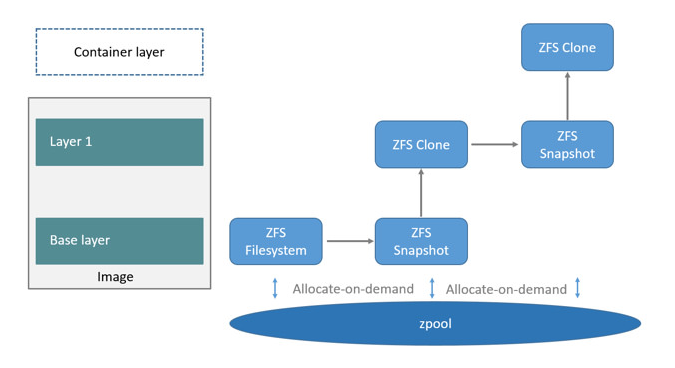 Container layer
ZFS Clone
Layer 1
ZFS Clone
ZFS
Snapshot
Base layer
Image
ZFS
Filesystem
ZFS
Snapshot
Allocate-on-demand
Allocate-on-demand
zpool